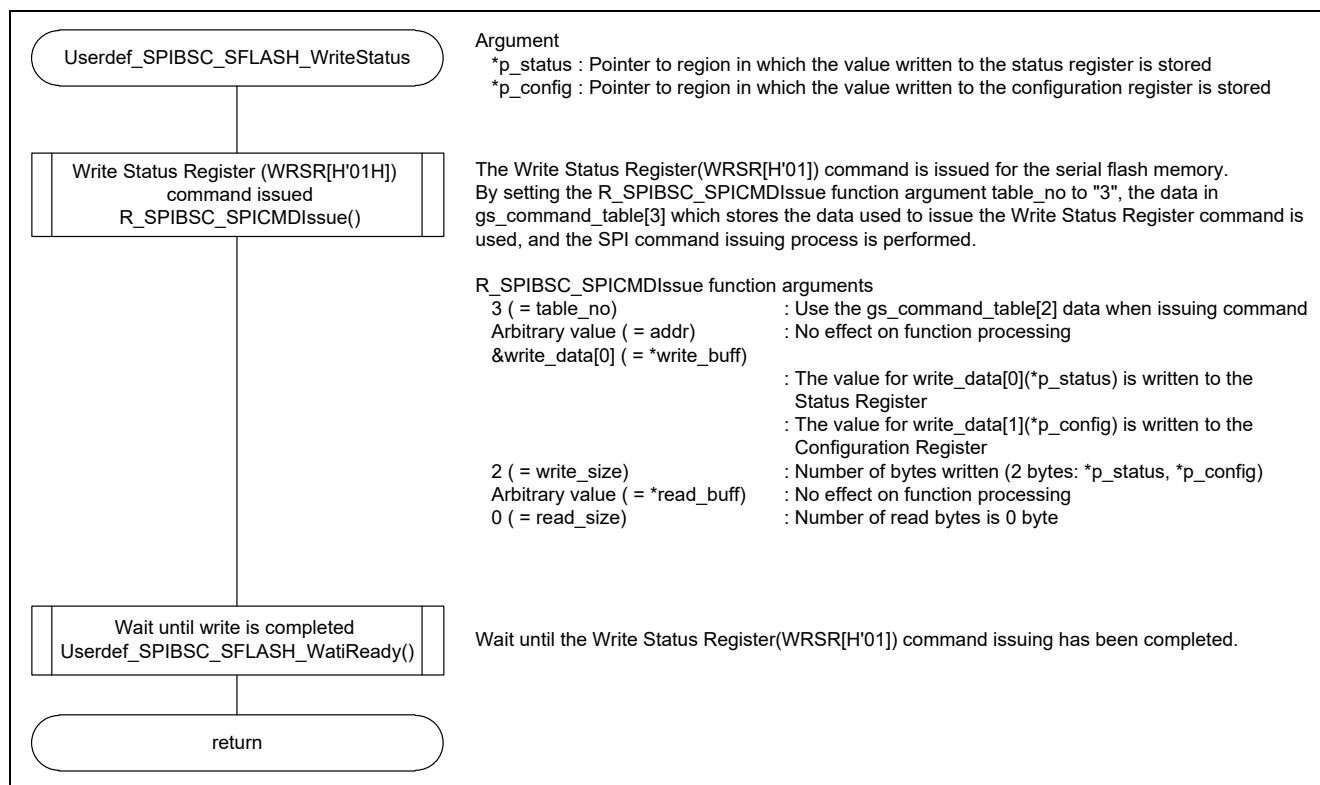 Userdef_SPIBSC_SFLASH_WriteStatus
Argument
*p_status : Pointer to region in which the value written to the status register is stored
*p_config : Pointer to region in which the value written to the configuration register is stored
Write Status Register (WRSR[H'01H])
command issued
R_SPIBSC_SPICMDIssue()
The Write Status Register(WRSR[H'01]) command is issued for the serial flash memory.
By setting the R_SPIBSC_SPICMDIssue function argument table_no to "3", the data in
gs_command_table[3] which stores the data used to issue the Write Status Register command is
used, and the SPI command issuing process is performed.
R_SPIBSC_SPICMDIssue function arguments
3 ( = table_no) : Use the gs_command_table[2] data when issuing command
Arbitrary value ( = addr) : No effect on function processing
&write_data[0] ( = *write_buff)
: The value for write_data[0](*p_status) is written to the
Status Register
: The value for write_data[1](*p_config) is written to the
Configuration Register
2 ( = write_size) : Number of bytes written (2 bytes: *p_status, *p_config)
Arbitrary value ( = *read_buff) : No effect on function processing
0 ( = read_size) : Number of read bytes is 0 byte
Wait until write is completed
Userdef_SPIBSC_SFLASH_WatiReady()
Wait until the Write Status Register(WRSR[H'01]) command issuing has been completed.
return